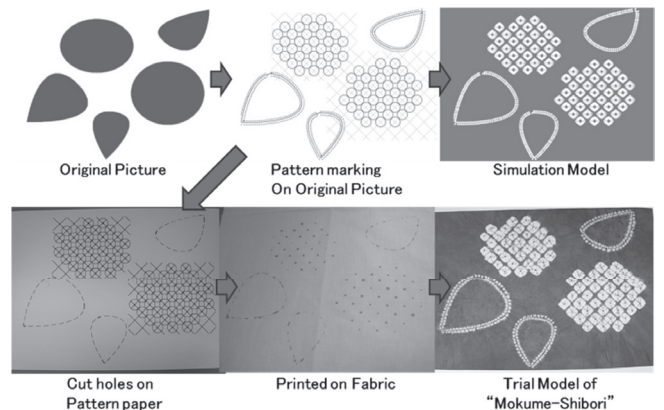 Original Picture
Pattern marking
On Original Picture
Simulation Model
Cut holes on
Pattern paper
Printed on Fabric
Trial Model of
“Mokume-Shibori”